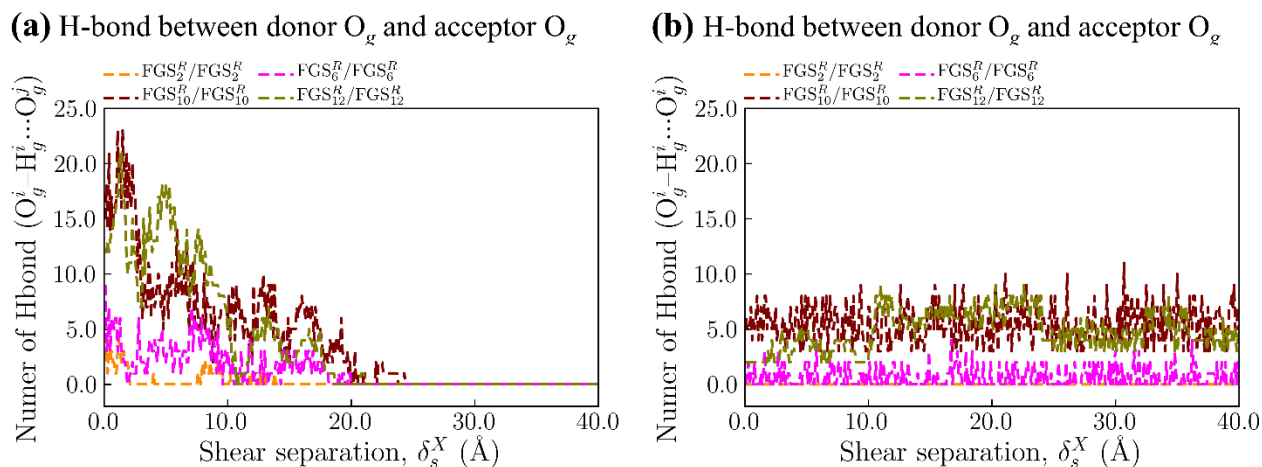 (a) H-bond between donor O_g and acceptor O_g
FGS_2^R/FGS_2^R FGS_6^R/FGS_6^R
FGS_10^R/FGS_10^R FGS_12^R/FGS_12^R
Numer of Hbond (O_g^i–H_g^i...O_g^j)
25.0
20.0
15.0
10.0
5.0
0.0
0.0 10.0 20.0 30.0 40.0
Shear separation, δ_s^X (Å)
(b) H-bond between donor O_g and acceptor O_g
FGS_2^R/FGS_2^R FGS_6^R/FGS_6^R
FGS_10^R/FGS_10^R FGS_12^R/FGS_12^R
Numer of Hbond (O_g^i–H_g^i...O_g^i)
25.0
20.0
15.0
10.0
5.0
0.0
0.0 10.0 20.0 30.0 40.0
Shear separation, δ_s^X (Å)